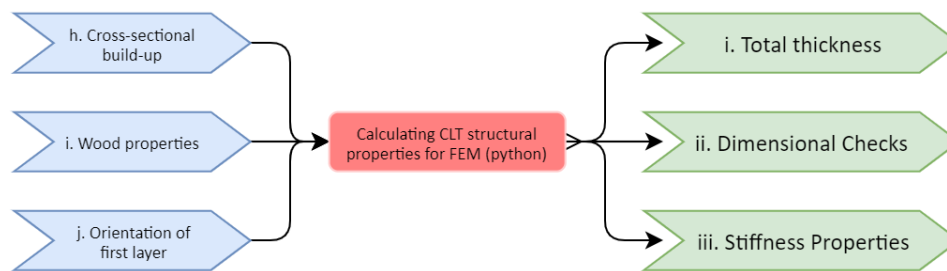 h. Cross-sectional
build-up
i. Wood properties
j. Orientation of
first layer
Calculating CLT structural
properties for FEM (python)
i. Total thickness
ii. Dimensional Checks
iii. Stiffness Properties